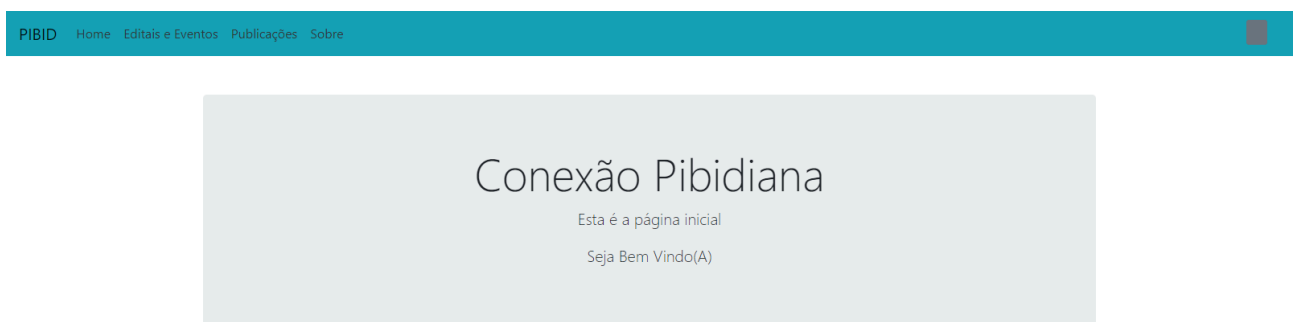 PIBID Home Editais e Eventos Publicações Sobre
Conexão Pibidiana
Esta é a página inicial
Seja Bem Vindo(A)